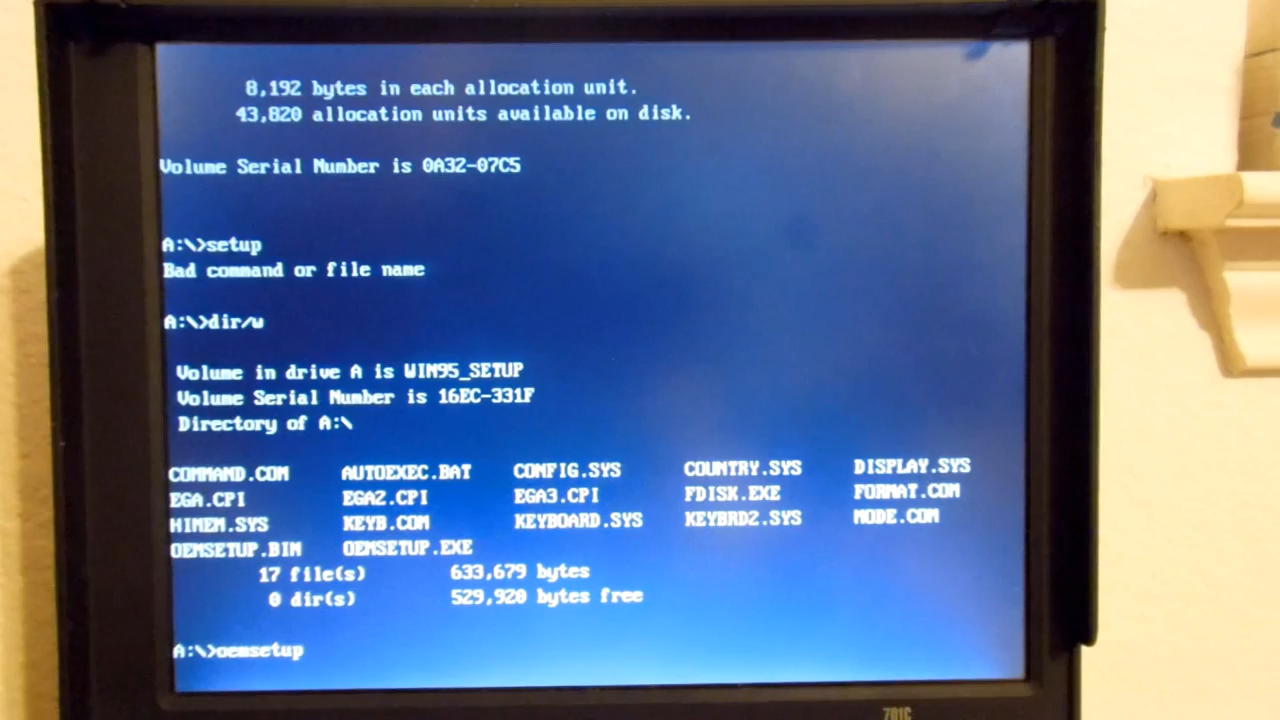 8,192 bytes in each allocation unit.
43,820 allocation units available on disk.
Volume Serial Number is 0A32-07C5
A:\>setup
Bad command or file name
A:\>dir/w
Volume in drive A is WIN95_SETUP
Volume Serial Number is 16EC-331F
Directory of A:\
COMMAND.COM AUTOEXEC.BAT CONFIG.SYS COUNTRY.SYS DISPLAY.SYS
EGA.CPI EGA2.CPI EGA3.CPI FDISK.EXE FORMAT.COM
HIMEM.SYS KEYB.COM KEYBOARD.SYS KEYBRD2.SYS MODE.COM
OEMSETUP.BIN OEMSETUP.EXE
17 file(s) 633,679 bytes
0 dir(s) 529,920 bytes free
A:\>oemsetup
701C